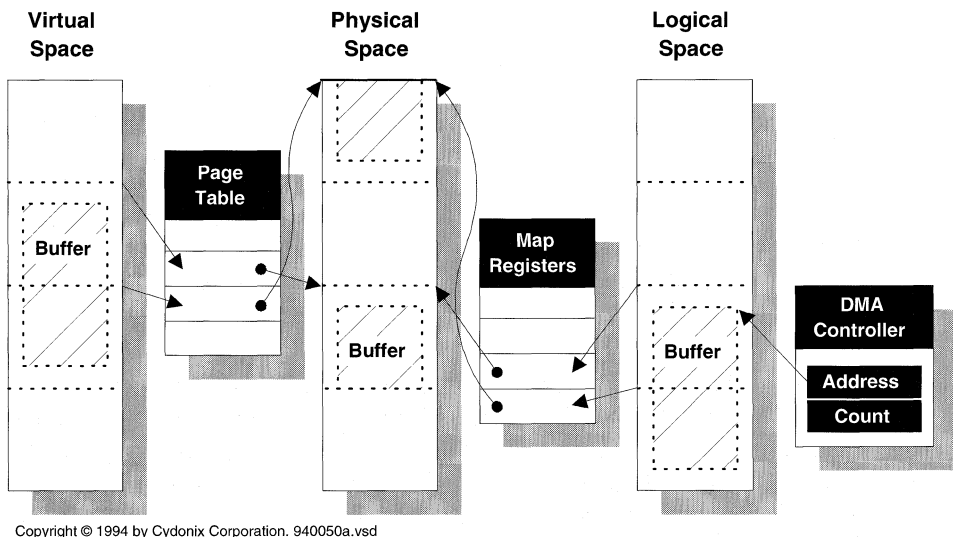 Virtual
Space
Physical
Space
Logical
Space
Page
Table
Buffer
Map
Registers
Buffer
Buffer
DMA
Controller
Address
Count
Copyright © 1994 by Cydonix Corporation. 940050a.vsd